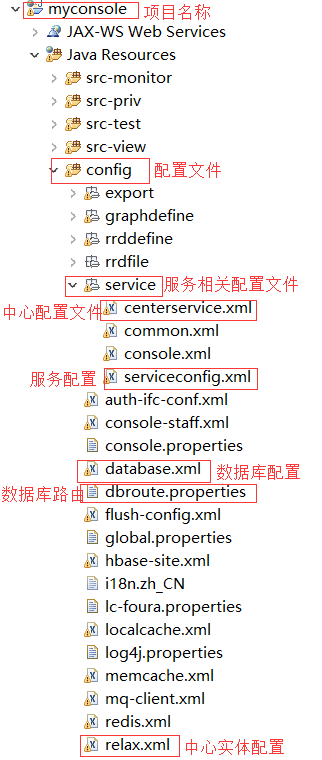 myconsole 项目名称
JAX-WS Web Services
Java Resources
src-monitor
src-priv
src-test
src-view
config 配置文件
export
graphdefine
rrddefine
rrdfile
service 服务相关配置文件
中心配置文件 centerservice.xml
common.xml
console.xml
服务配置 serviceconfig.xml
auth-ifc-conf.xml
console-staff.xml
console.properties
database.xml 数据库配置
数据库路由 dbroute.properties
flush-config.xml
global.properties
hbase-site.xml
i18n.zh_CN
lc-foura.properties
localcache.xml
log4j.properties
memcache.xml
mq-client.xml
redis.xml
relax.xml 中心实体配置